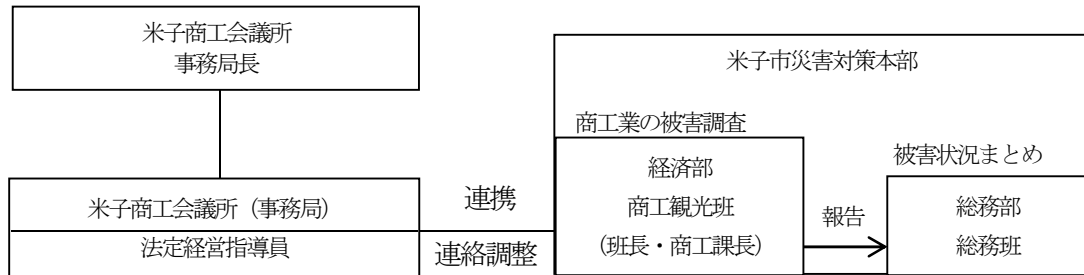 米子商工会議所
事務局長
米子市災害対策本部
商工業の被害調査
経済部
商工観光班
（班長・商工課長）
被害状況まとめ
総務部
総務班
報告
米子商工会議所（事務局）
法定経営指導員
連携
連絡調整